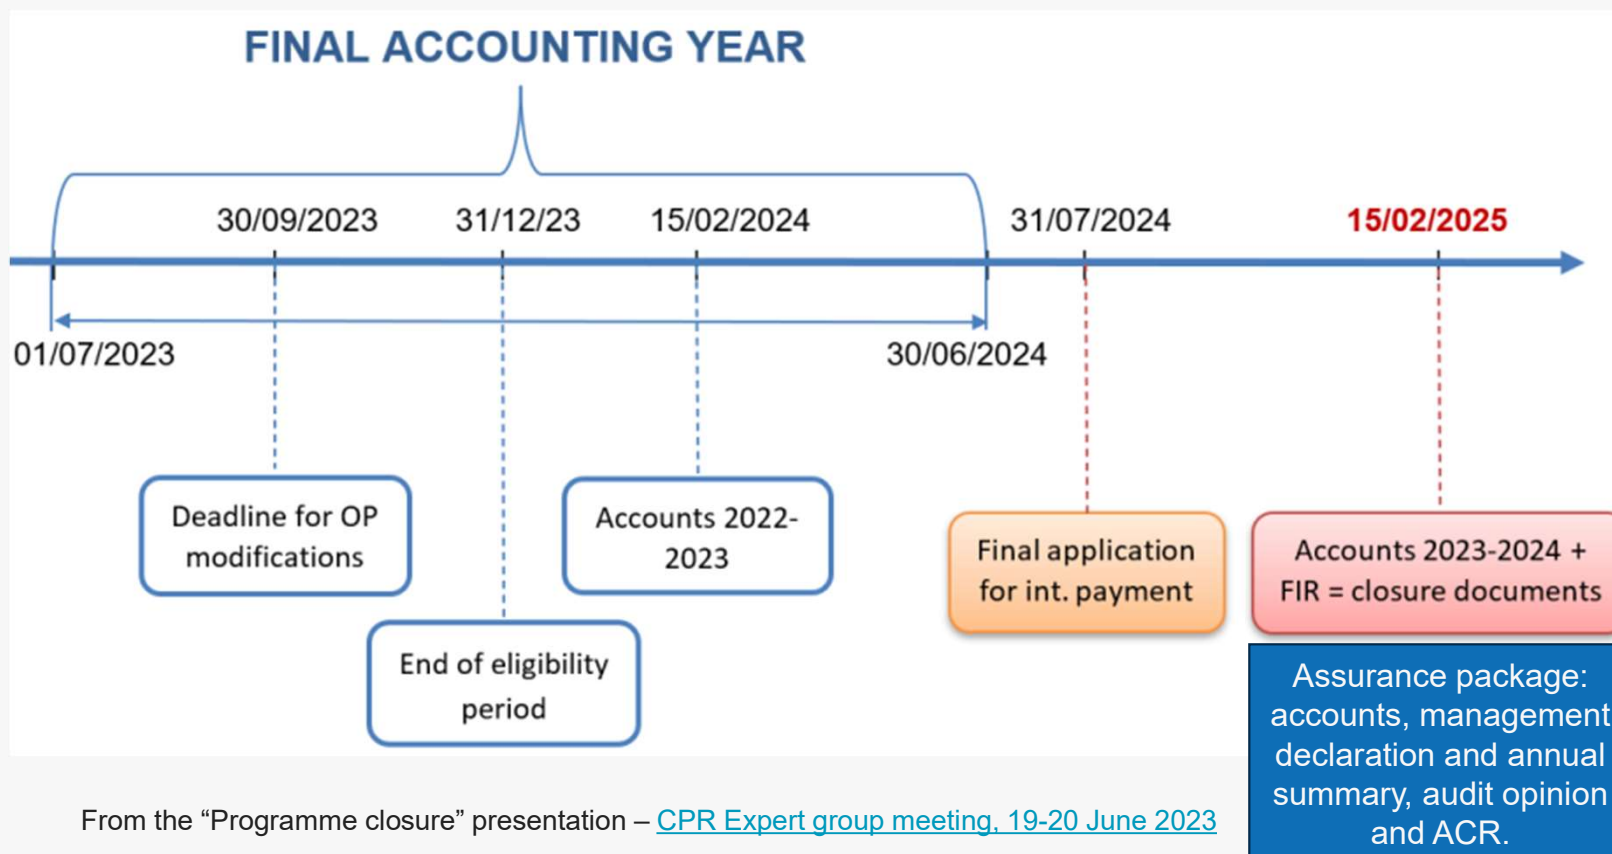 FINAL ACCOUNTING YEAR
30/09/2023
31/12/23
15/02/2024
31/07/2024
15/02/2025
01/07/2023
30/06/2024
Deadline for OP
modifications
Accounts 2022-
2023
Final application
for int. payment
Accounts 2023-2024 +
FIR = closure documents
End of eligibility
period
Assurance package:
accounts, management
declaration and annual
summary, audit opinion
and ACR.
From the “Programme closure” presentation – CPR Expert group meeting, 19-20 June 2023